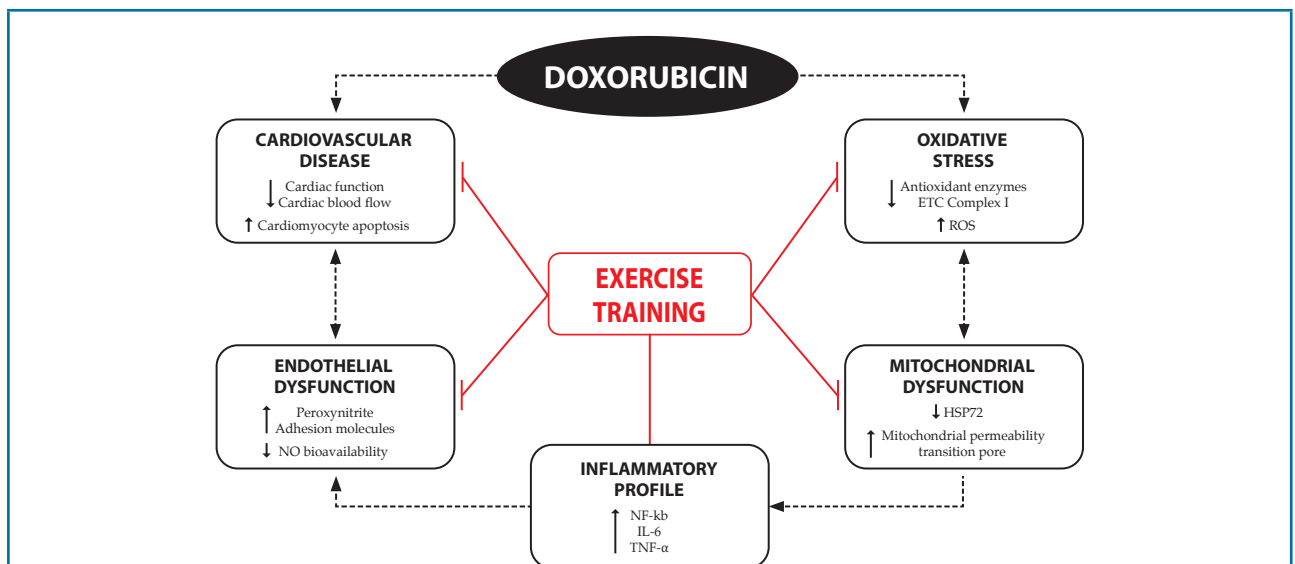 DOXORUBICIN
CARDIOVASCULAR
DISEASE
Cardiac function
Cardiac blood flow
Cardiomyocyte apoptosis
OXIDATIVE
STRESS
Antioxidant enzymes
ETC Complex I
ROS
EXERCISE
TRAINING
ENDOTHELIAL
DYSFUNCTION
Peroxynitrite
Adhesion molecules
NO bioavailability
MITOCHONDRIAL
DYSFUNCTION
HSP72
Mitochondrial permeability
transition pore
INFLAMMATORY
PROFILE
NF-kb
IL-6
TNF-α